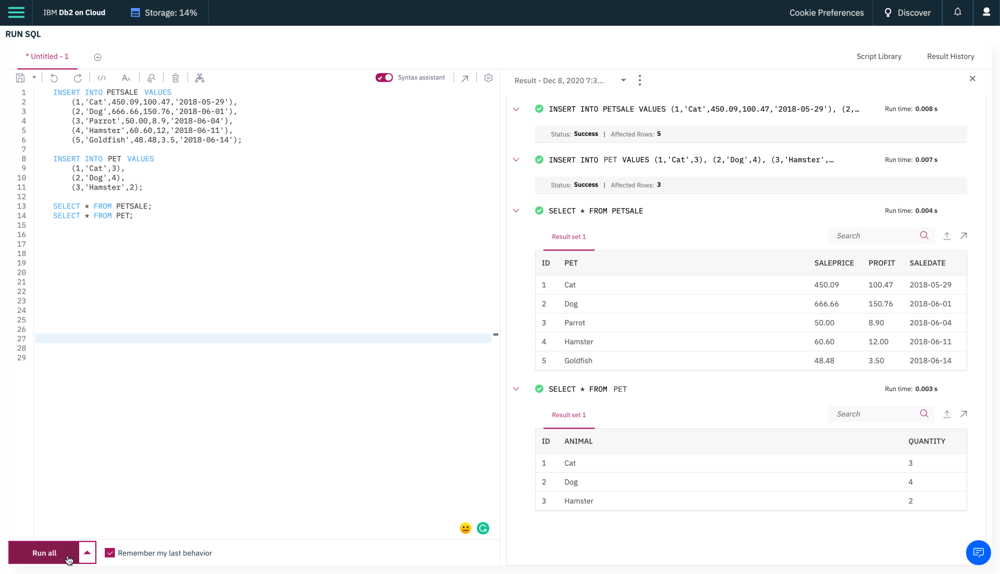 IBM Db2 on Cloud
Storage: 14%
Cookie Preferences
Discover
RUN SQL
* Untitled - 1
Script Library
Result History
Syntax assistant
1 INSERT INTO PETSALE VALUES
2 (1,'Cat',450.09,100.47,'2018-05-29'),
3 (2,'Dog',666.66,150.76,'2018-06-01'),
4 (3,'Parrot',50.00,8.9,'2018-06-04'),
5 (4,'Hamster',60.60,12,'2018-06-11'),
6 (5,'Goldfish',48.48,3.5,'2018-06-14');
7
8 INSERT INTO PET VALUES
9 (1,'Cat',3),
10 (2,'Dog',4),
11 (3,'Hamster',2);
12
13 SELECT * FROM PETSALE;
14 SELECT * FROM PET;
15
16
17
18
19
20
21
22
23
24
25
26
27
28
29
Run all
Remember my last behavior
Result - Dec 8, 2020 7:3...
INSERT INTO PETSALE VALUES (1,'Cat',450.09,100.47,'2018-05-29'), (2,… Run time: 0.008 s
Status: Success | Affected Rows: 5
INSERT INTO PET VALUES (1,'Cat',3), (2,'Dog',4), (3,'Hamster',… Run time: 0.007 s
Status: Success | Affected Rows: 3
SELECT * FROM PETSALE Run time: 0.004 s
Result set 1
Search
ID PET SALEPRICE PROFIT SALEDATE
1 Cat 450.09 100.47 2018-05-29
2 Dog 666.66 150.76 2018-06-01
3 Parrot 50.00 8.90 2018-06-04
4 Hamster 60.60 12.00 2018-06-11
5 Goldfish 48.48 3.50 2018-06-14
SELECT * FROM PET Run time: 0.003 s
Result set 1
Search
ID ANIMAL QUANTITY
1 Cat 3
2 Dog 4
3 Hamster 2